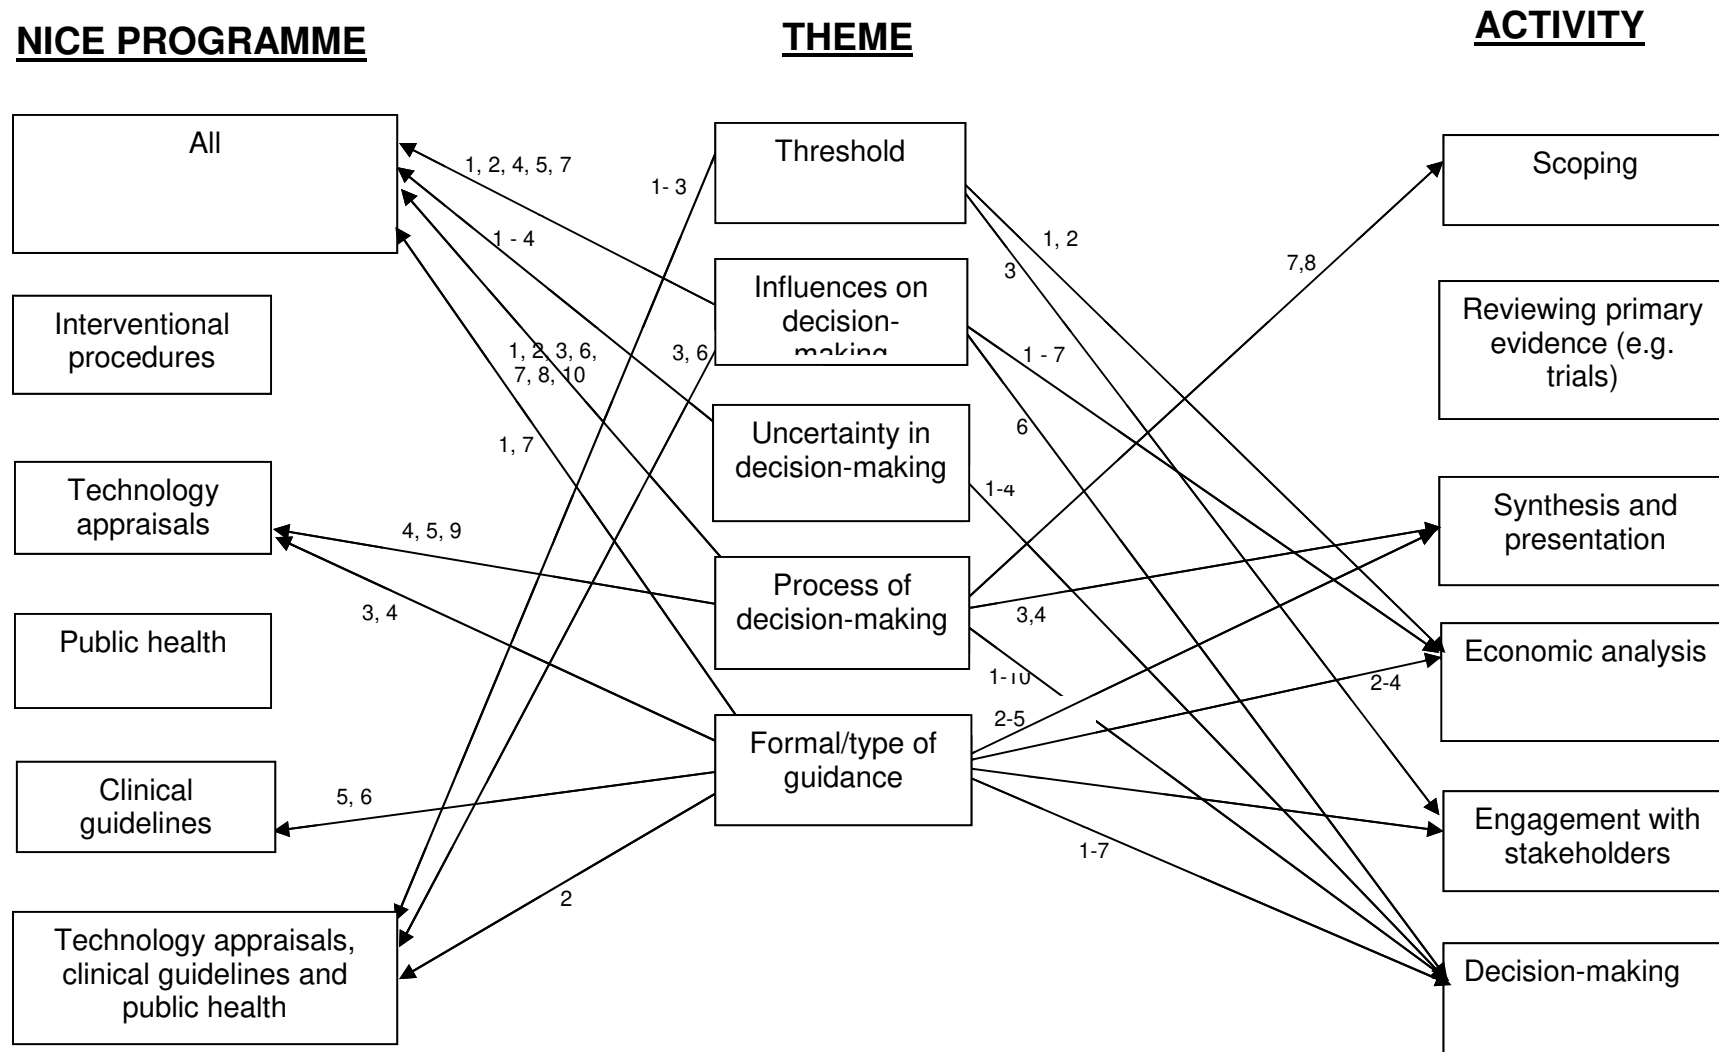 NICE PROGRAMME
THEME
ACTIVITY
All
Interventional
procedures
Technology
appraisals
Public health
Clinical
guidelines
Technology appraisals,
clinical guidelines and
public health
1, 2, 4, 5, 7
1- 3
1 - 4
1, 2, 3, 6,
7, 8, 10
3, 6
1, 7
4, 5, 9
3, 4
5, 6
2
Threshold
Influences on
decision-
making
Uncertainty in
decision-making
Process of
decision-making
Formal/type of
guidance
1, 2
3
7,8
1 - 7
6
1-4
3,4
1-10
2-5
2-4
1-7
Scoping
Reviewing primary
evidence (e.g.
trials)
Synthesis and
presentation
Economic analysis
Engagement with
stakeholders
Decision-making